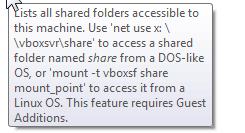 Lists all shared folders accessible to
this machine. Use 'net use x: \
\vboxsvr\share' to access a shared
folder named share from a DOS-like
OS, or 'mount -t vboxsf share
mount_point' to access it from a
Linux OS. This feature requires Guest
Additions.